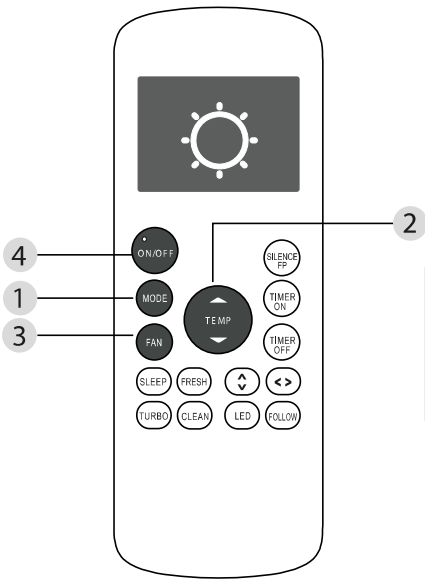 2
4
ON/OFF
SILENCE
FP
1
MODE
TEMP
TIMER
ON
3
FAN
TIMER
OFF
SLEEP
FRESH
TURBO
CLEAN
LED
FOLLOW